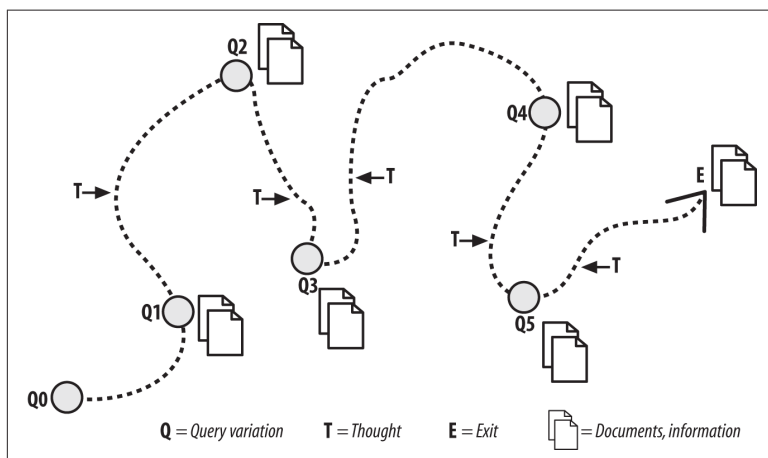 Q2
E
Q4
T
T
T
T
Q3
Q1
T
Q5
Q0
Q = Query variation T = Thought E = Exit = Documents, information